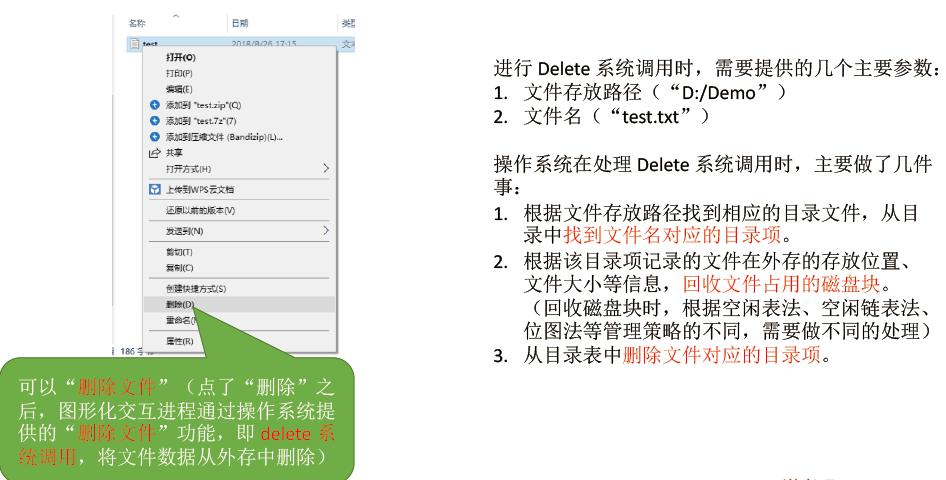 名称 日期 类型
test 2018/8/26 17:15 文本
打开(O)
打印(P)
编辑(E)
添加到 "test.zip"(Q)
添加到 "test.7z"(7)
添加到压缩文件 (Bandizip)(L)...
共享
打开方式(H)
上传到WPS云文档
还原以前的版本(V)
发送到(N)
剪切(T)
复制(C)
创建快捷方式(S)
删除(D)
重命名(
属性(R)
186 字
可以“删除文件”（点了“删除”之
后，图形化交互进程通过操作系统提
供的“删除文件”功能，即 delete 系
统调用，将文件数据从外存中删除）
进行 Delete 系统调用时，需要提供的几个主要参数：
1. 文件存放路径（“D:/Demo”）
2. 文件名（“test.txt”）
操作系统在处理 Delete 系统调用时，主要做了几件
事：
1. 根据文件存放路径找到相应的目录文件，从目
录中找到文件名对应的目录项。
2. 根据该目录项记录的文件在外存的存放位置、
文件大小等信息，回收文件占用的磁盘块。
（回收磁盘块时，根据空闲表法、空闲链表法、
位图法等管理策略的不同，需要做不同的处理）
3. 从目录表中删除文件对应的目录项。